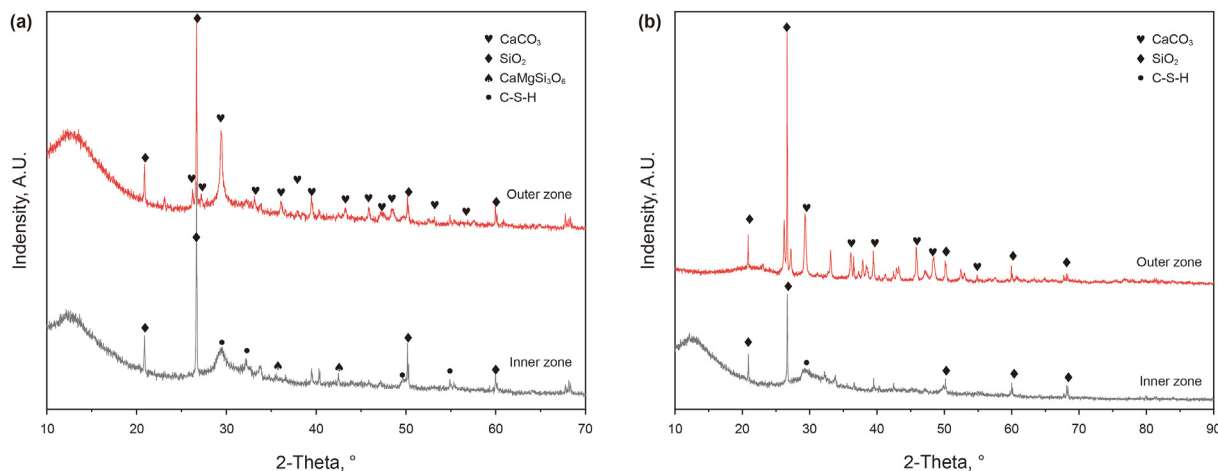 (a)
CaCO₃
SiO₂
CaMgSi₃O₆
C-S-H
Outer zone
Inner zone
Indensity, A.U.
10 20 30 40 50 60 70
2-Theta, °
(b)
CaCO₃
SiO₂
C-S-H
Outer zone
Inner zone
Indensity, A.U.
10 20 30 40 50 60 70 80 90
2-Theta, °